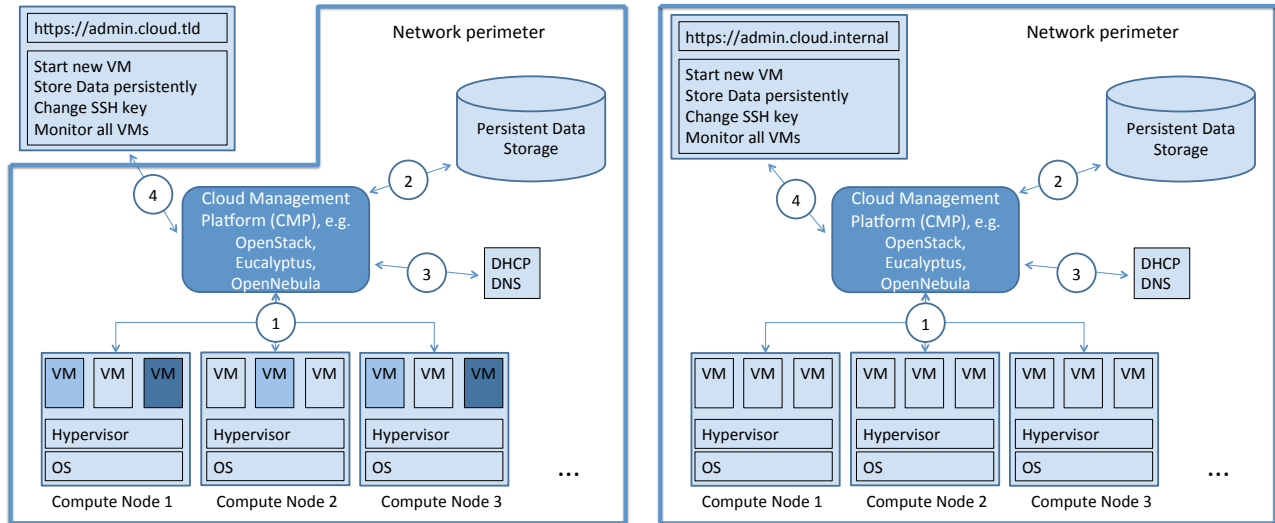 https://admin.cloud.tld
Start new VM
Store Data persistently
Change SSH key
Monitor all VMs
Network perimeter
Persistent Data
Storage
4
2
Cloud Management
Platform (CMP), e.g.
OpenStack,
Eucalyptus,
OpenNebula
3
DHCP
DNS
1
VM VM VM
Hypervisor
OS
Compute Node 1
VM VM VM
Hypervisor
OS
Compute Node 2
VM VM VM
Hypervisor
OS
Compute Node 3
...
https://admin.cloud.internal
Start new VM
Store Data persistently
Change SSH key
Monitor all VMs
Network perimeter
Persistent Data
Storage
4
2
Cloud Management
Platform (CMP), e.g.
OpenStack,
Eucalyptus,
OpenNebula
3
DHCP
DNS
1
VM VM VM
Hypervisor
OS
Compute Node 1
VM VM VM
Hypervisor
OS
Compute Node 2
VM VM VM
Hypervisor
OS
Compute Node 3
...